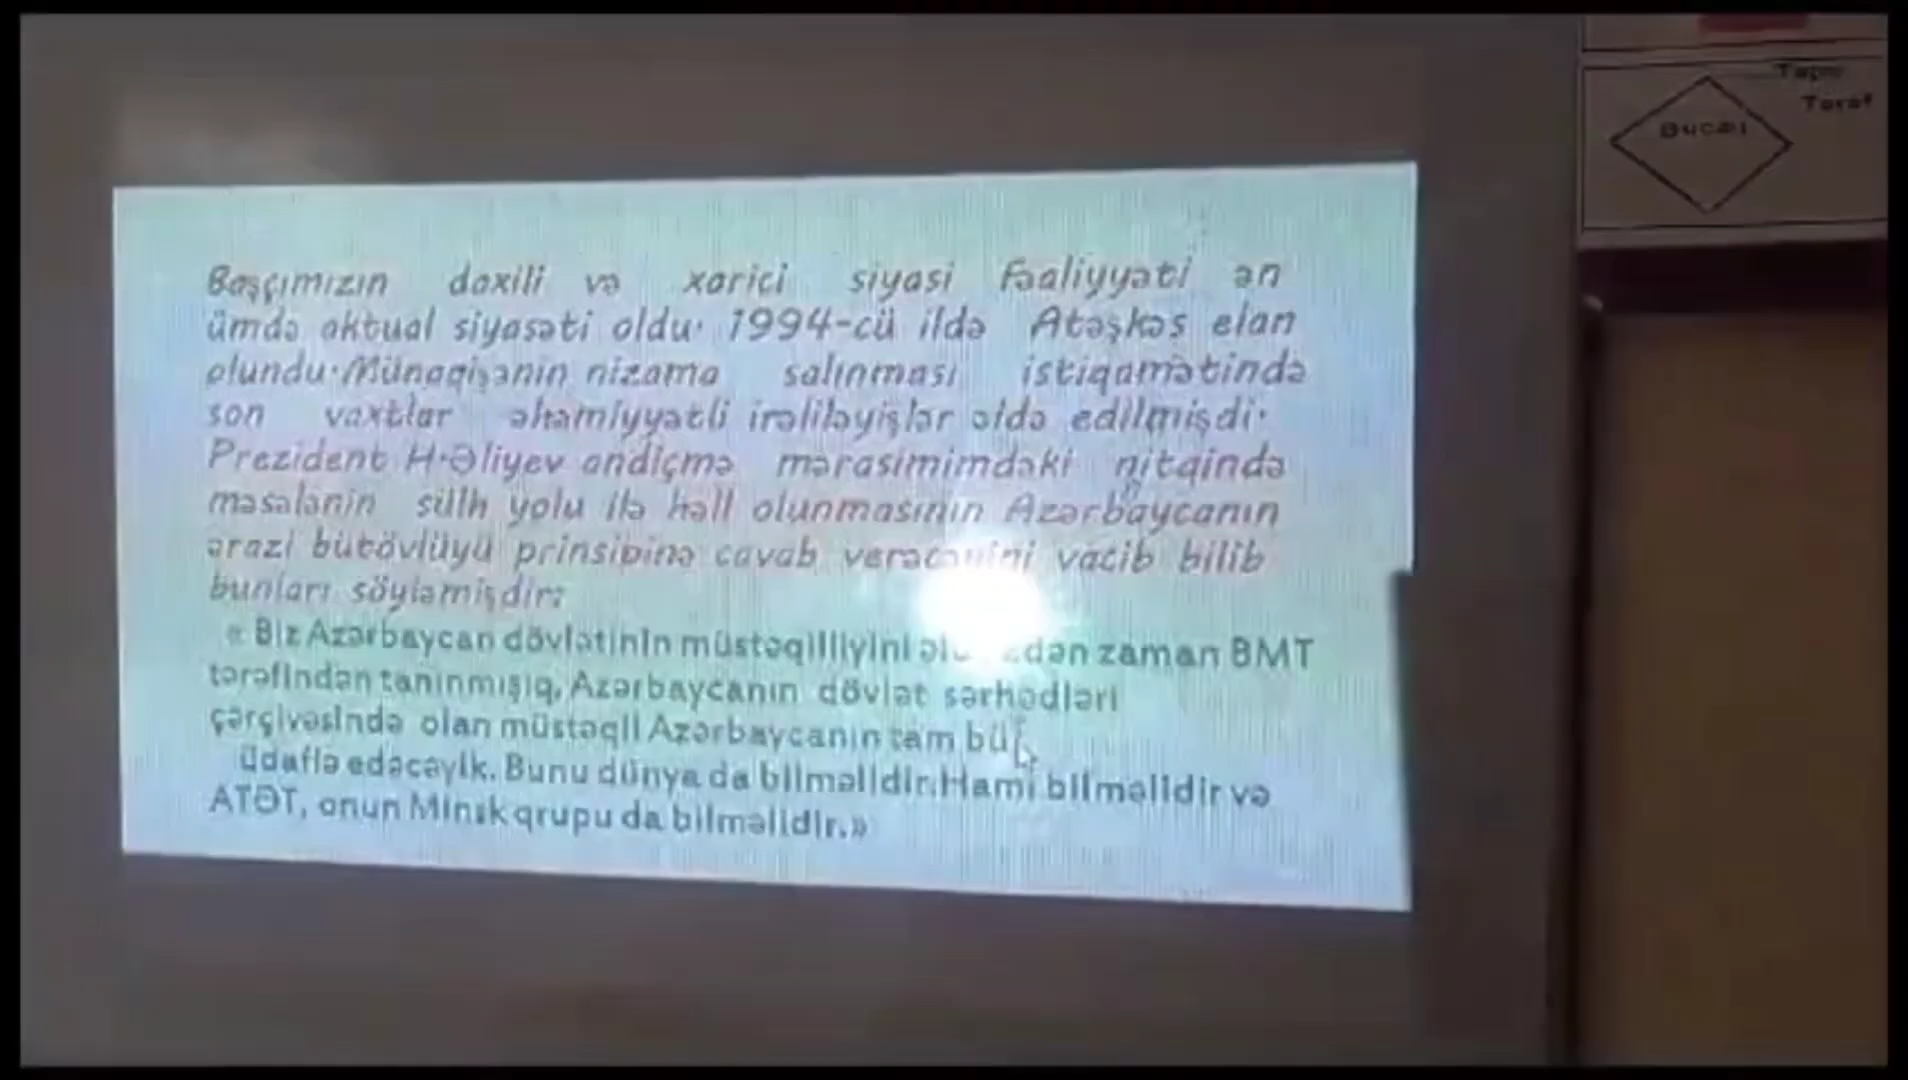 Başçımızın daxili və xarici siyasi fəaliyyəti ən
ümdə aktual siyasəti oldu. 1994-cü ildə Atəşkəs elan
olundu.Münaqişənin nizama salınması istiqamətində
son vaxtlar əhəmiyyətli irəliləyişlər əldə edilmişdi.
Prezident H.Əliyev andiçmə mərasimimdəki nitqində
məsələnin sülh yolu ilə həll olunmasının Azərbaycanın
ərazi bütövlüyü prinsipinə cavab verəcəyini vacib bilib
bunları söyləmişdir:
« Biz Azərbaycan dövlətinin müstəqilliyini zaman BMT
tərəfindən tanınmışıq, Azərbaycanın dövlət sərhədləri
çərçivəsində olan müstəqil Azərbaycanın tam bü
üdafiə edəcəyik. Bunu dünya da bilməlidir.Hamı bilməlidir və
ATƏT, onun Minsk qrupu da bilməlidir.»
Təpə
Tərəf
Bucaq